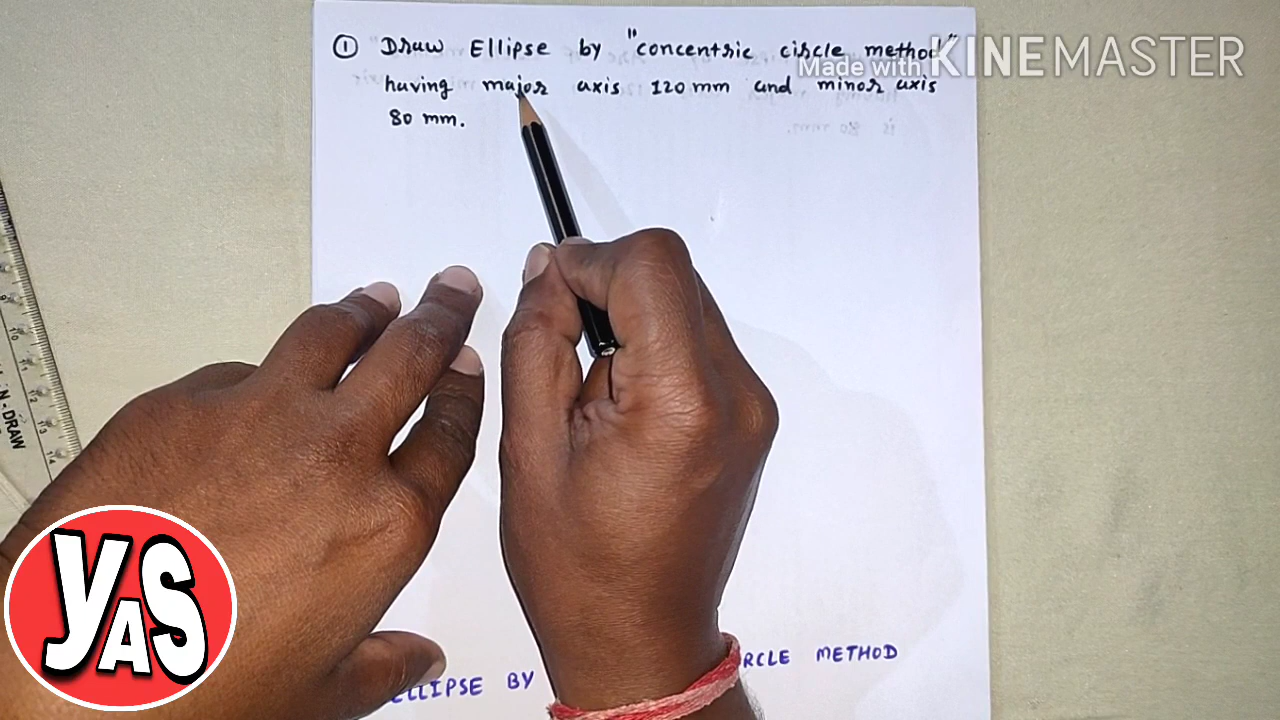 ① Draw Ellipse by "concentric circle method"
having major axis 120 mm and minor axis
80 mm.
Made with KINEMASTER
N-DRAW
YAS
ELLIPSE BY RCLE METHOD